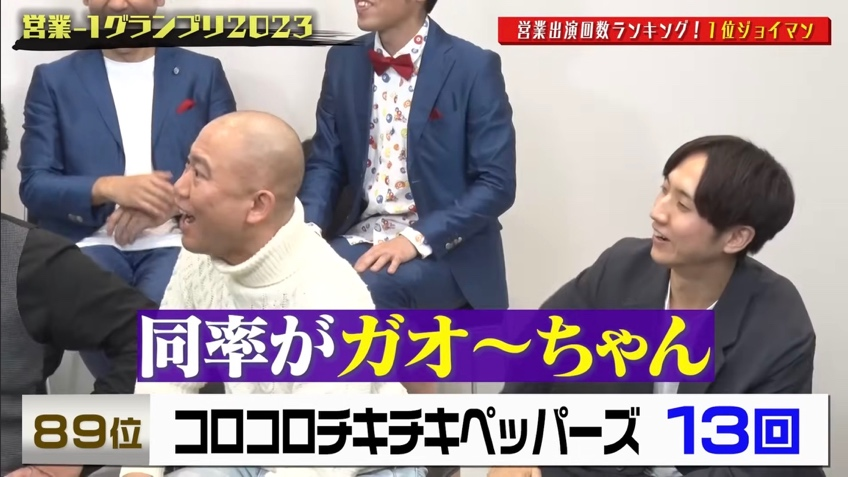 営業-1グランプリ2023
営業出演回数ランキング！1位ジョイマン
同率がガオ〜ちゃん
89位 コロコロチキチキペッパーズ 13回